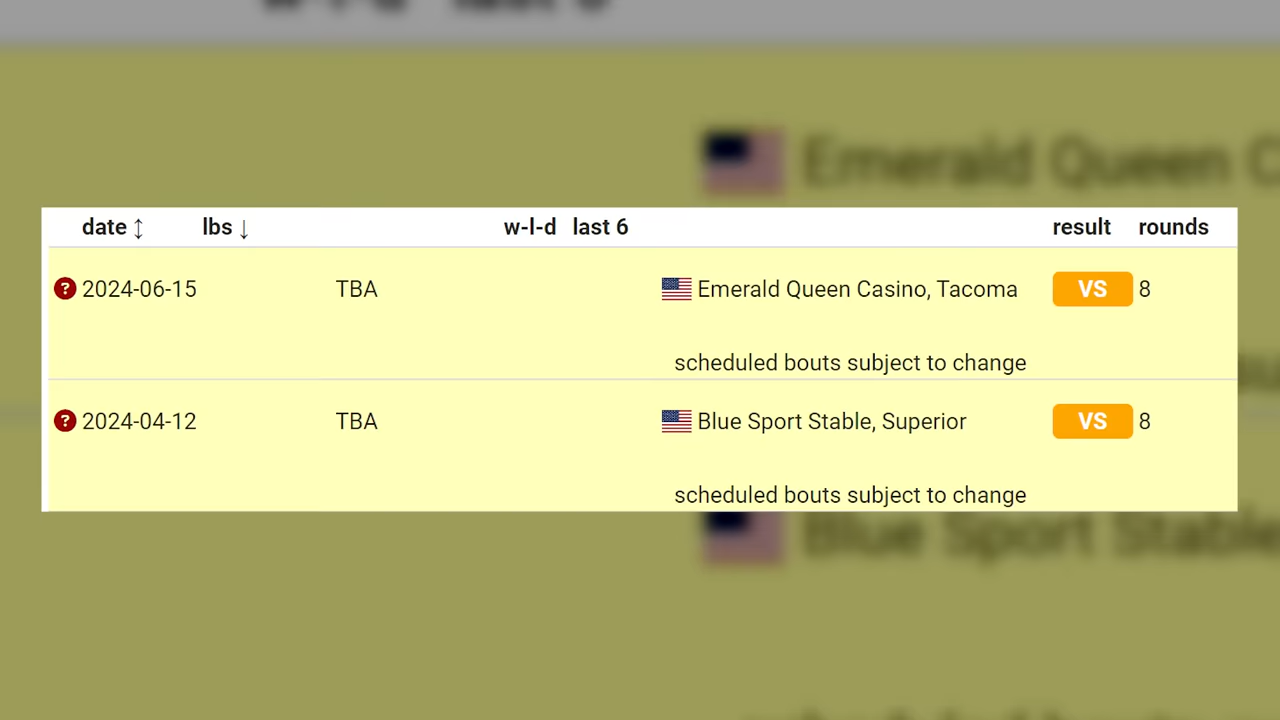 date ↕ lbs ↓ w-l-d last 6 result rounds
? 2024-06-15 TBA Emerald Queen Casino, Tacoma VS 8
scheduled bouts subject to change
? 2024-04-12 TBA Blue Sport Stable, Superior VS 8
scheduled bouts subject to change
Emerald Queen C
Blue Sport Stable